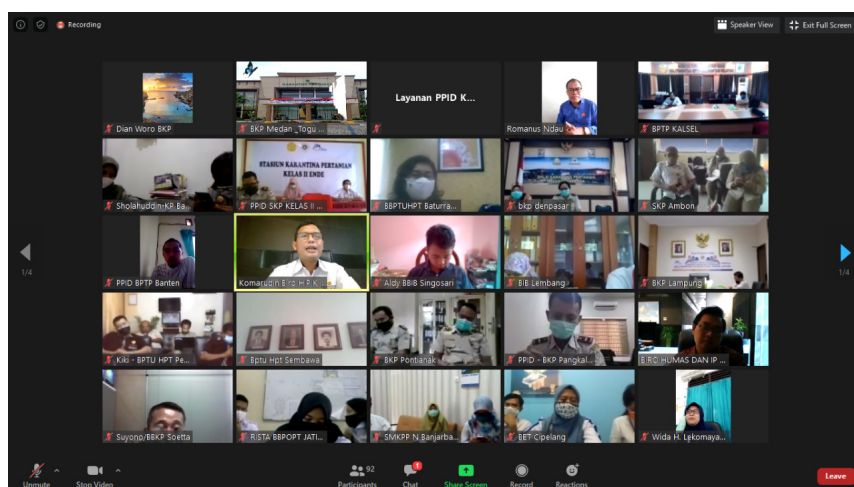 Recording
Speaker View
Exit Full Screen
Dian Woro BKP
BKP Medan _Togu ...
Layanan PPID K...
Romanus Ndau
BPTP KALSEL
Sholahuddin-KP Ba...
STASIUN KARANTINA PERTANIAN
KELAS II ENDE
PPID SKP KELAS II ...
BBPTUHPT Baturra...
bkp denpasar
SKP Ambon
PPID BPTP Banten
Komarudin Biro H
Aldy BBIB Singosari
BIB Lembang
BKP Lampung
1/4
1/4
Kiki - BPTU HPT Pe...
Bptu Hpt Sembawa
BKP Pontianak
PPID - BKP Pangkal...
BIRO HUMAS DAN IP ...
Suyono/BBKP Soetta
RISTA BBPOPT JATI...
SMKPP N Banjarba...
BET Cipelang
Wida H. Lekomaya...
Unmute
Stop Video
92
Participants
1
Chat
Share Screen
Record
Reactions
Leave